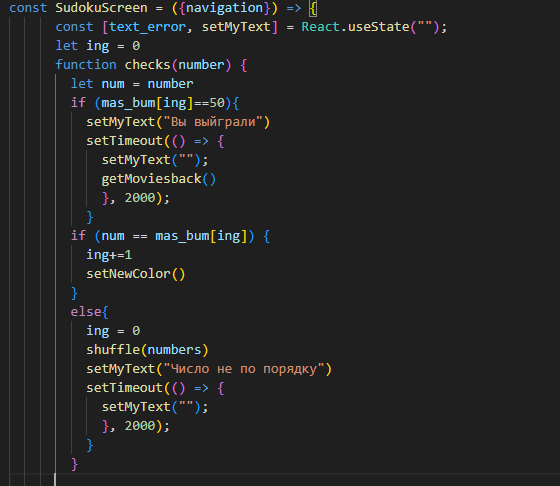 const SudokuScreen = ({navigation}) => {
const [text_error, setMyText] = React.useState("");
let ing = 0
function checks(number) {
let num = number
if (mas_bum[ing]==50){
setMyText("Вы выйграли")
setTimeout(() => {
setMyText("");
getMoviesback()
}, 2000);
}
if (num == mas_bum[ing]) {
ing+=1
setNewColor()
}
else{
ing = 0
shuffle(numbers)
setMyText("Число не по порядку")
setTimeout(() => {
setMyText("");
}, 2000);
}
}